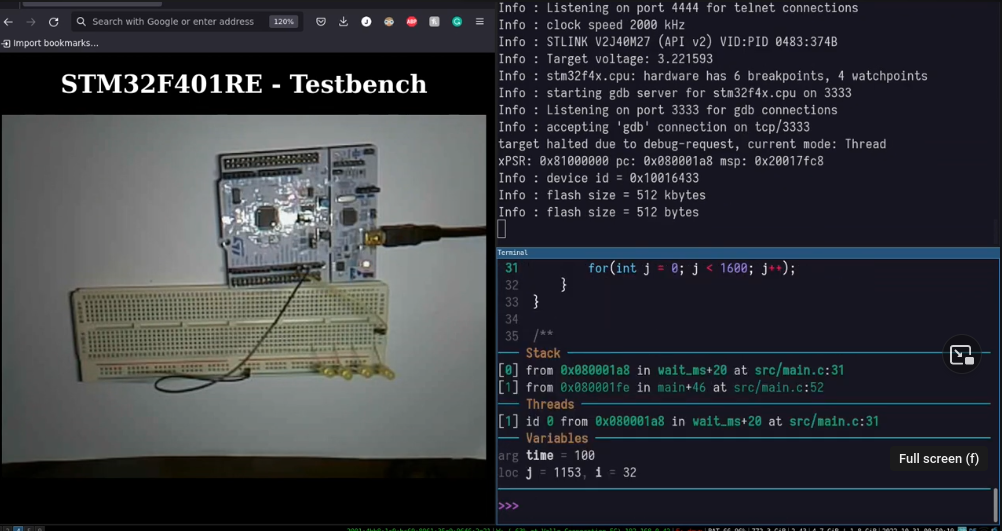 Search with Google or enter address
120%
Import bookmarks...
STM32F401RE - Testbench
Info : Listening on port 4444 for telnet connections
Info : clock speed 2000 kHz
Info : STLINK V2J40M27 (API v2) VID:PID 0483:374B
Info : Target voltage: 3.221593
Info : stm32f4x.cpu: hardware has 6 breakpoints, 4 watchpoints
Info : starting gdb server for stm32f4x.cpu on 3333
Info : Listening on port 3333 for gdb connections
Info : accepting 'gdb' connection on tcp/3333
target halted due to debug-request, current mode: Thread
xPSR: 0x81000000 pc: 0x080001a8 msp: 0x20017fc8
Info : device id = 0x10016433
Info : flash size = 512 kbytes
Info : flash size = 512 bytes
Terminal
31 for(int j = 0; j < 1600; j++);
32 }
33 }
34
35 /**
Stack
[0] from 0x080001a8 in wait_ms+20 at src/main.c:31
[1] from 0x080001fe in main+46 at src/main.c:52
Threads
[1] id 0 from 0x080001a8 in wait_ms+20 at src/main.c:31
Variables
arg time = 100
loc j = 1153, i = 32
>>>
Full screen (f)